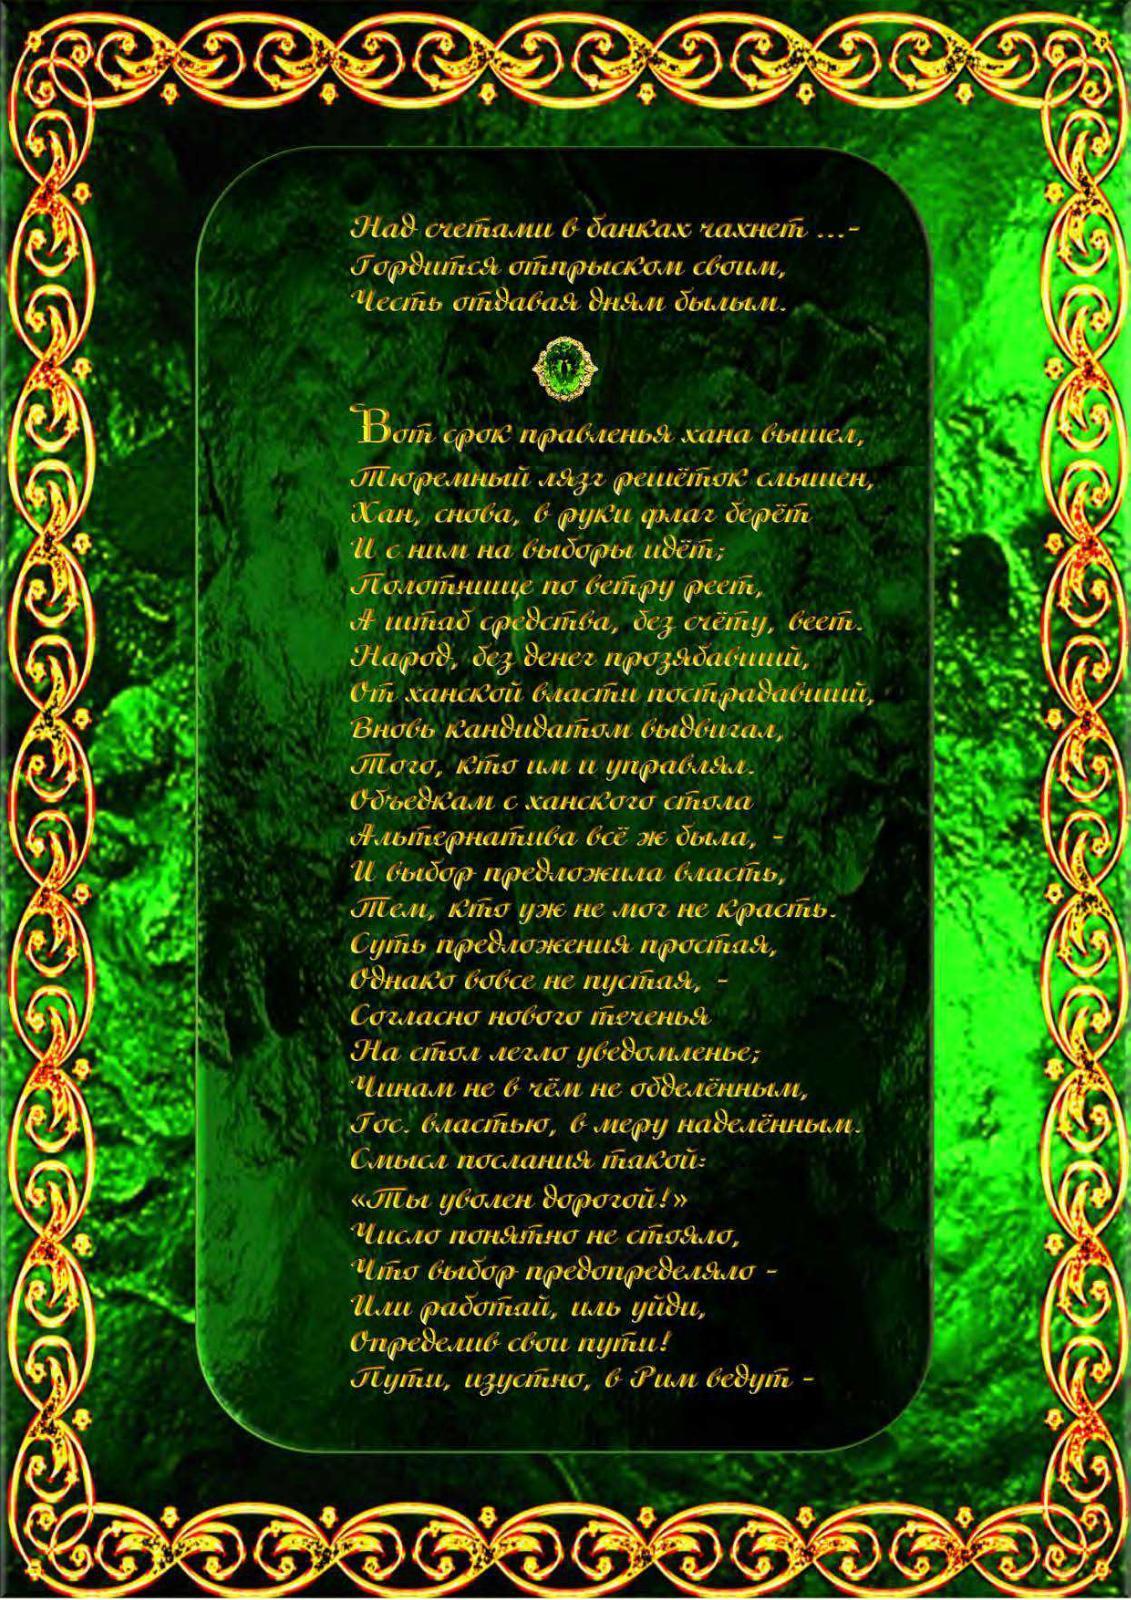 Над счетами в банках чахнет ...-
Гордится отпрыском своим,
Честь отдавая дням былым.
Вот срок правленья хана вышел,
Тюремный лязг решёток слышен,
Хан, снова, в руки флаг берёт
И с ним на выборы идёт;
Полотнище по ветру реет,
А штаб средства, без счёту, веет.
Народ, без денег прозябавший,
От ханской власти пострадавший,
Вновь кандидатом выдвигал,
Того, кто им и управлял.
Объедкам с ханского стола
Альтернатива всё ж была, -
И выбор предложила власть,
Тем, кто уж не мог не красть.
Суть предложения простая,
Однако вовсе не пустая, -
Согласно нового теченья
На стол легло уведомленье;
Чинам не в чём не обделённым,
Гос. властью, в меру наделённым.
Смысл послания такой:
«Ты уволен дорогой!»
Число понятно не стояло,
Что выбор предопределяло -
Или работай, иль уйди,
Определив свои пути!
Пути, изустно, в Рим ведут -